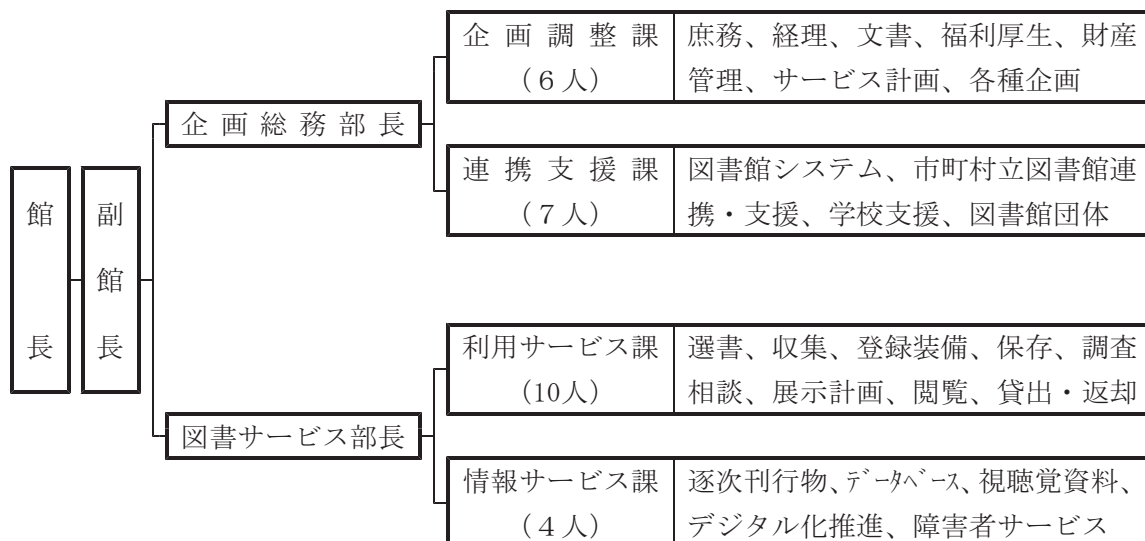 館長
副館長
企画総務部長
企画調整課
(6人)
庶務、経理、文書、福利厚生、財産
管理、サービス計画、各種企画
連携支援課
(7人)
図書館システム、市町村立図書館連
携・支援、学校支援、図書館団体
図書サービス部長
利用サービス課
(10人)
選書、収集、登録装備、保存、調査
相談、展示計画、閲覧、貸出・返却
情報サービス課
(4人)
逐次刊行物、データベース、視聴覚資料、
デジタル化推進、障害者サービス